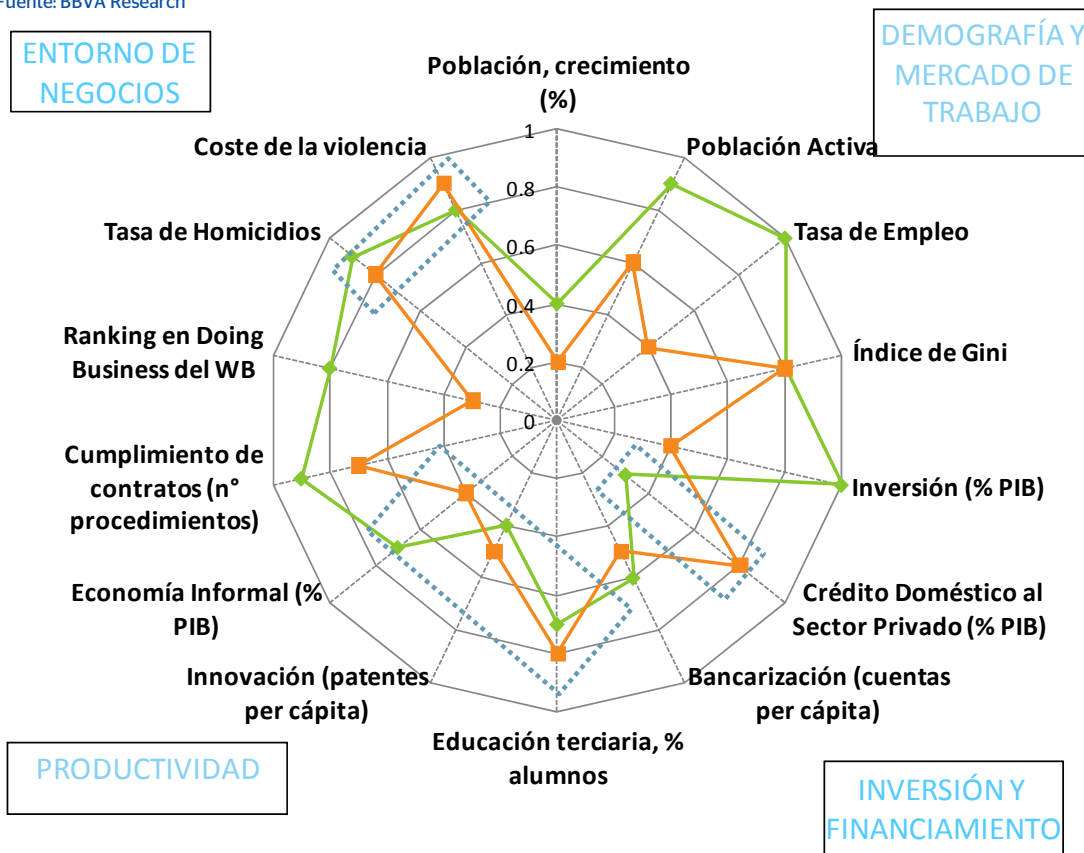 Fuente: BBVA Research
ENTORNO DE
NEGOCIOS
DEMOGRAFÍA Y
MERCADO DE
TRABAJO
Población, crecimiento
(%)
Coste de la violencia
Población Activa
Tasa de Homicidios
Tasa de Empleo
Ranking en Doing
Business del WB
Índice de Gini
Cumplimiento de
contratos (n°
procedimientos)
Inversión (% PIB)
Economía Informal (%
PIB)
Crédito Doméstico al
Sector Privado (% PIB)
Innovación (patentes
per cápita)
Bancarización (cuentas
per cápita)
Educación terciaria, %
alumnos
1
0.8
0.6
0.4
0.2
0
PRODUCTIVIDAD
INVERSIÓN Y
FINANCIAMIENTO